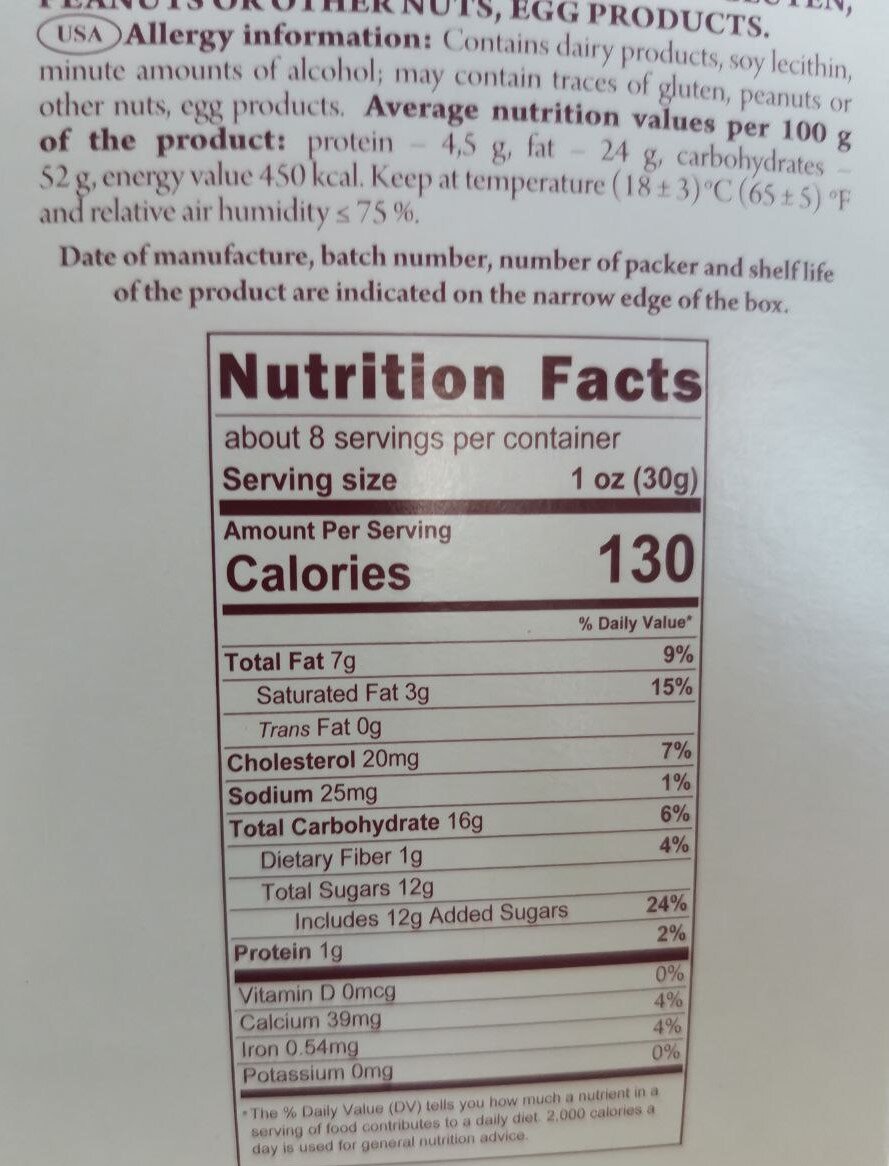 PEANUTS OR OTHER NUTS, EGG PRODUCTS.
USA Allergy information: Contains dairy products, soy lecithin,
minute amounts of alcohol; may contain traces of gluten, peanuts or
other nuts, egg products. Average nutrition values per 100 g
of the product: protein – 4,5 g, fat – 24 g, carbohydrates –
52 g, energy value 450 kcal. Keep at temperature (18 ± 3)°C (65 ± 5) °F
and relative air humidity ≤ 75 %.
Date of manufacture, batch number, number of packer and shelf life
of the product are indicated on the narrow edge of the box.
Nutrition Facts
about 8 servings per container
Serving size 1 oz (30g)
Amount Per Serving
Calories 130
% Daily Value*
Total Fat 7g 9%
Saturated Fat 3g 15%
Trans Fat 0g
Cholesterol 20mg 7%
Sodium 25mg 1%
Total Carbohydrate 16g 6%
Dietary Fiber 1g 4%
Total Sugars 12g
Includes 12g Added Sugars 24%
Protein 1g 2%
Vitamin D 0mcg 0%
Calcium 39mg 4%
Iron 0.54mg 4%
Potassium 0mg 0%
*The % Daily Value (DV) tells you how much a nutrient in a
serving of food contributes to a daily diet. 2,000 calories a
day is used for general nutrition advice.